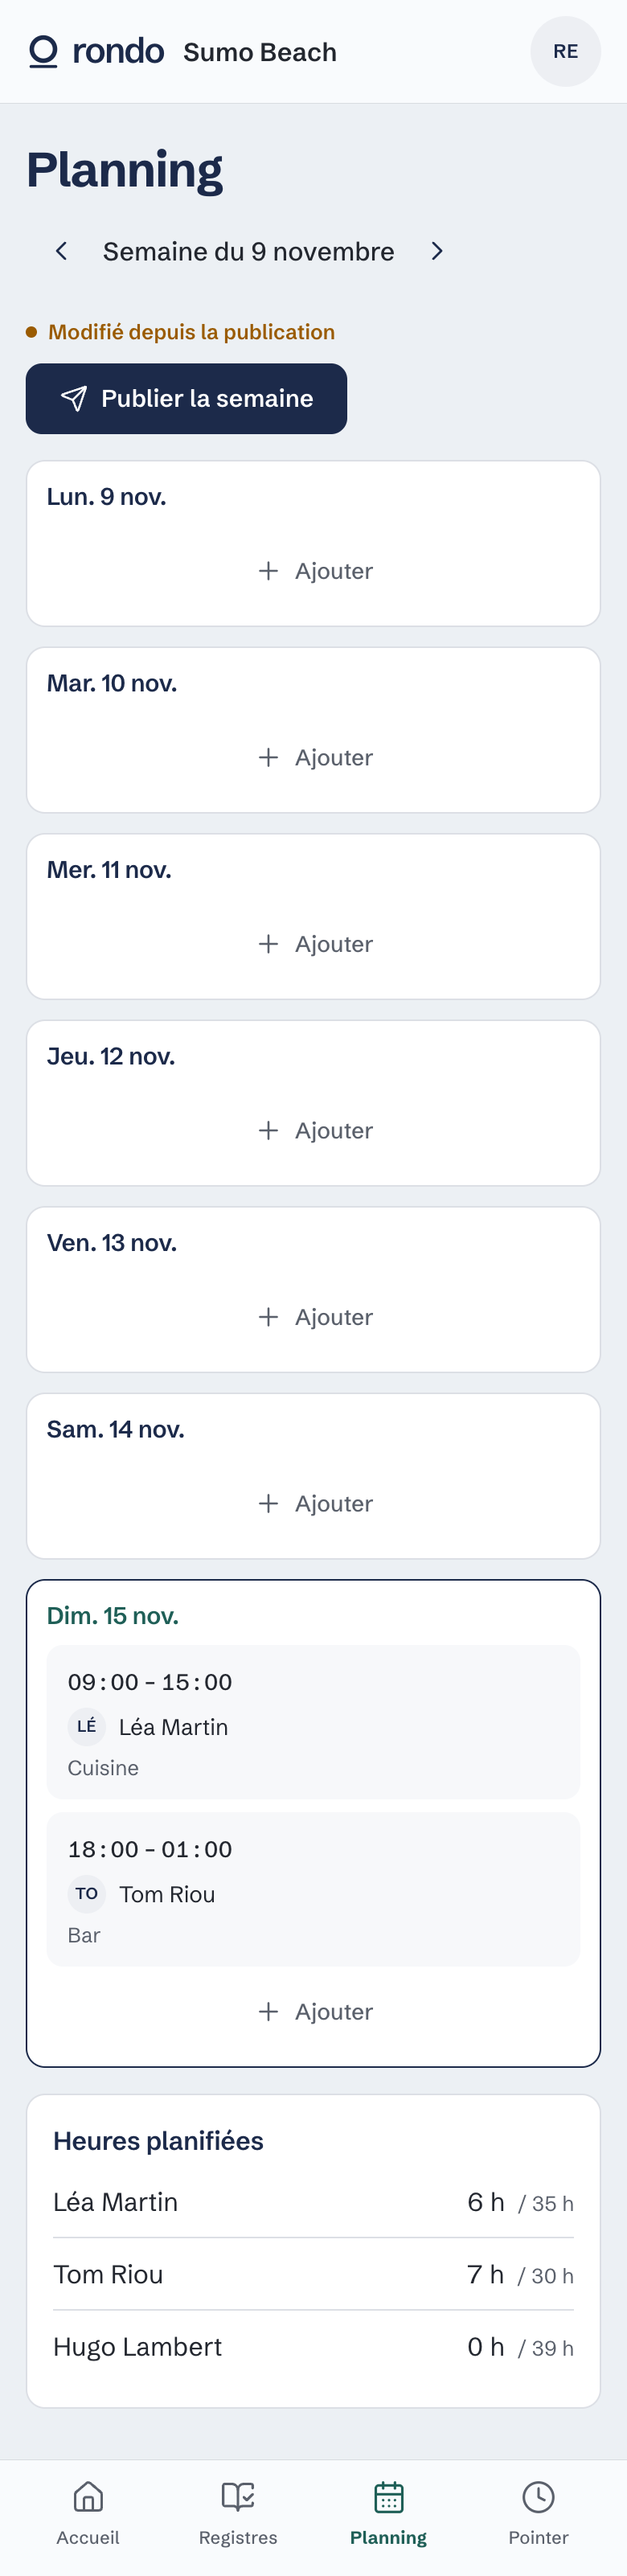 rondo Sumo Beach RE
Planning
Semaine du 9 novembre
Modifié depuis la publication
Publier la semaine
Lun. 9 nov.
Ajouter
Mar. 10 nov.
Ajouter
Mer. 11 nov.
Ajouter
Jeu. 12 nov.
Ajouter
Ven. 13 nov.
Ajouter
Sam. 14 nov.
Ajouter
Dim. 15 nov.
09:00 – 15:00
LÉ Léa Martin
Cuisine
18:00 – 01:00
TO Tom Riou
Bar
Ajouter
Heures planifiées
Léa Martin 6 h / 35 h
Tom Riou 7 h / 30 h
Hugo Lambert 0 h / 39 h
Accueil Registres Planning Pointer